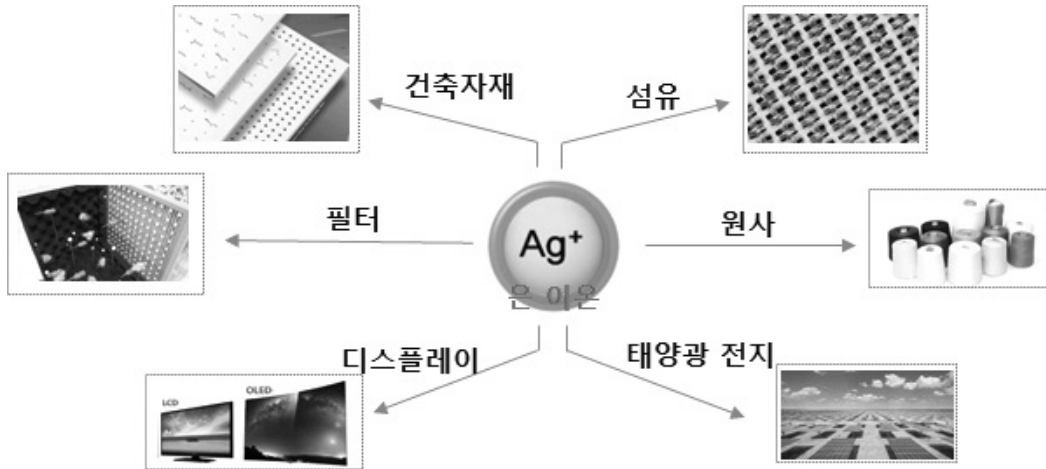 건축자재
섬유
필터
원사
Ag+
은 이온
디스플레이
태양광 전지
LCD
OLED